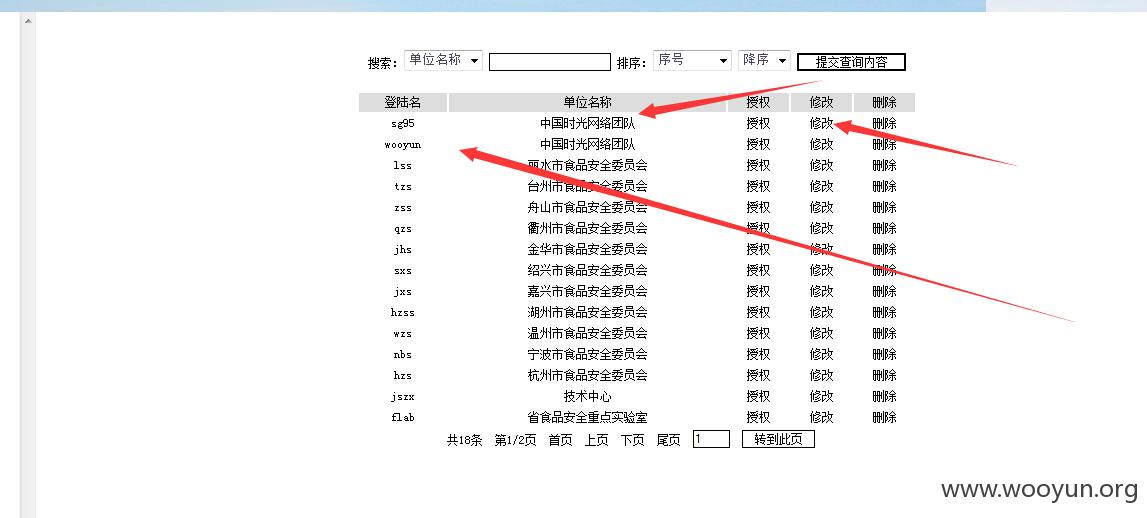 搜索： 单位名称 排序： 序号 降序 提交查询内容
登陆名 单位名称 授权 修改 删除
sg95 中国时光网络团队 授权 修改 删除
wooyun 中国时光网络团队 授权 修改 删除
lss 丽水市食品安全委员会 授权 修改 删除
tzs 台州市食品安全委员会 授权 修改 删除
zss 舟山市食品安全委员会 授权 修改 删除
qzs 衢州市食品安全委员会 授权 修改 删除
jhs 金华市食品安全委员会 授权 修改 删除
sxs 绍兴市食品安全委员会 授权 修改 删除
jxs 嘉兴市食品安全委员会 授权 修改 删除
hzss 湖州市食品安全委员会 授权 修改 删除
wzs 温州市食品安全委员会 授权 修改 删除
nbs 宁波市食品安全委员会 授权 修改 删除
hzs 杭州市食品安全委员会 授权 修改 删除
jszx 技术中心 授权 修改 删除
flab 省食品安全重点实验室 授权 修改 删除
共18条 第1/2页 首页 上页 下页 尾页 1 转到此页
www.wooyun.org